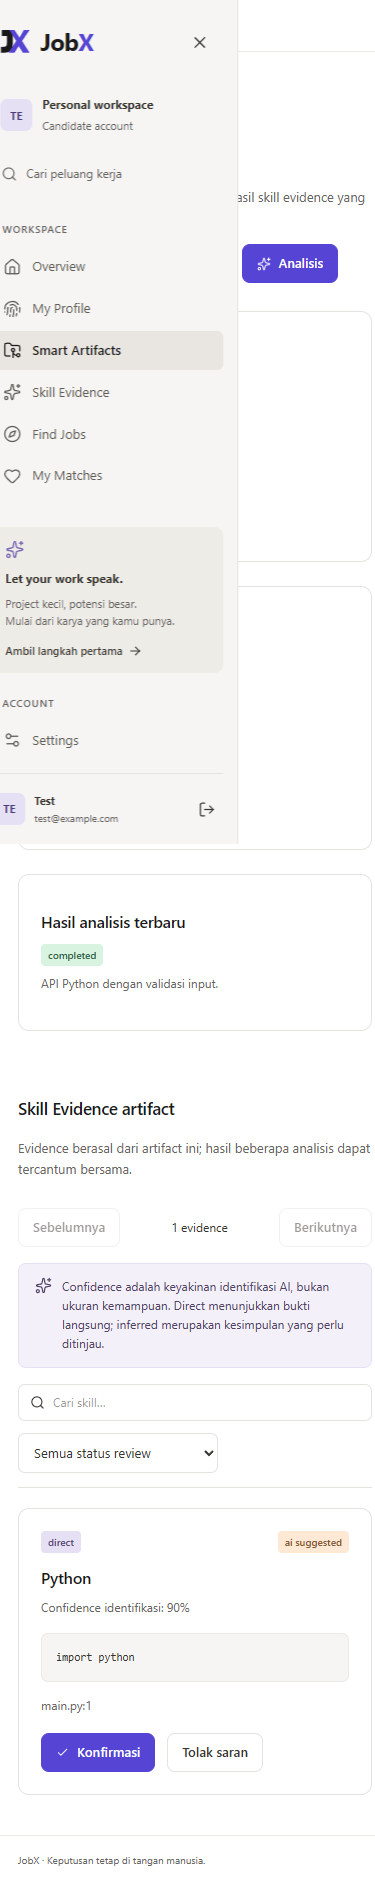 JobX
TE
Personal workspace
Candidate account
Cari peluang kerja
WORKSPACE
Overview
My Profile
Smart Artifacts
Skill Evidence
Find Jobs
My Matches
Let your work speak.
Project kecil, potensi besar.
Mulai dari karya yang kamu punya.
Ambil langkah pertama →
ACCOUNT
Settings
TE
Test
test@example.com
skill evidence yang
Analisis
Hasil analisis terbaru
completed
API Python dengan validasi input.
Skill Evidence artifact
Evidence berasal dari artifact ini; hasil beberapa analisis dapat
tercantum bersama.
Sebelumnya 1 evidence Berikutnya
Confidence adalah keyakinan identifikasi AI, bukan
ukuran kemampuan. Direct menunjukkan bukti
langsung; inferred merupakan kesimpulan yang perlu
ditinjau.
Cari skill...
Semua status review
direct ai suggested
Python
Confidence identifikasi: 90%
import python
main.py:1
Konfirmasi Tolak saran
JobX · Keputusan tetap di tangan manusia.